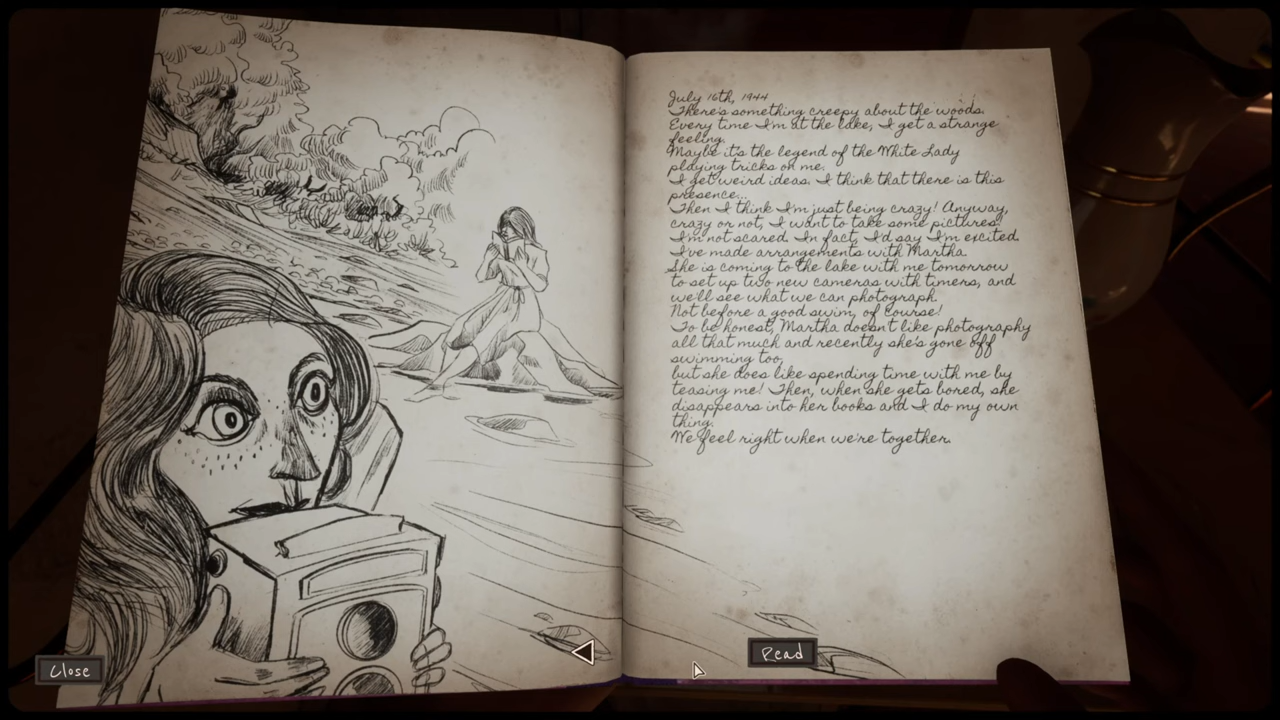 July 16th, 1944
There's something creepy about the woods.
Every time I'm at the lake, I get a strange
feeling.
Maybe it's the legend of the White Lady
playing tricks on me.
I get weird ideas. I think that there is this
presence...
Then I think I'm just being crazy! Anyway,
crazy or not, I want to take some pictures.
I'm not scared. In fact, I'd say I'm excited.
I've made arrangements with Martha.
She is coming to the lake with me tomorrow
to set up two new cameras with timers, and
we'll see what we can photograph.
Not before a good swim, of course!
To be honest, Martha doesn't like photography
all that much and recently she's gone off
swimming too,
but she does like spending time with me by
teasing me! Then, when she gets bored, she
disappears into her books and I do my own
thing.
We feel right when we're together.
Close
Read